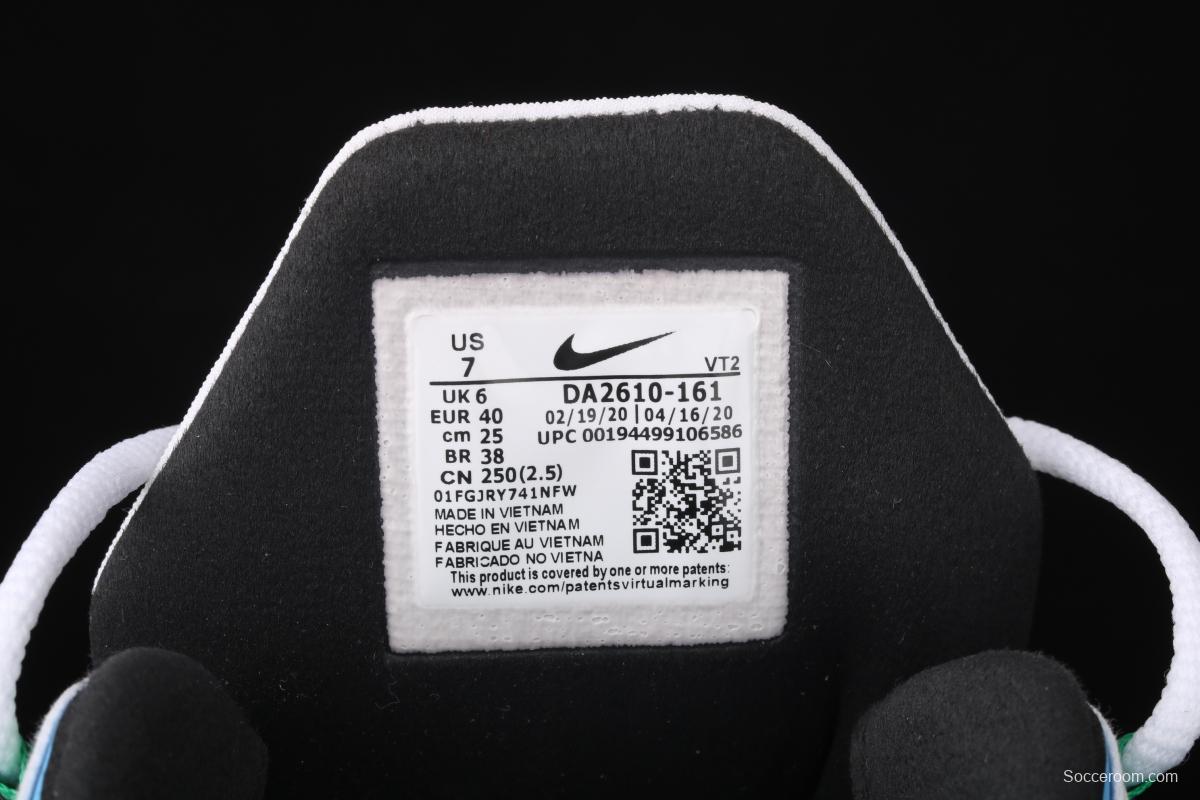 US
7
VT2
UK 6
EUR 40
cm 25
BR 38
CN 250(2.5)
DA2610-161
02/19/20 | 04/16/20
UPC 00194499106586
01FGJRY741NFW
MADE IN VIETNAM
HECHO EN VIETNAM
FABRIQUE AU VIETNAM
FABRICADO NO VIETNA
This product is covered by one or more patents:
www.nike.com/patentsvirtualmarking
Socceroom.com